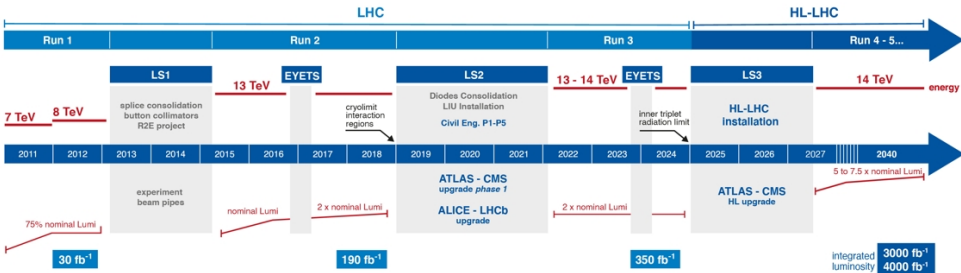 LHC
HL-LHC
Run 1
Run 2
Run 3
Run 4 - 5...
LS1
EYETS
LS2
EYETS
LS3
7 TeV
8 TeV
13 TeV
13 - 14 TeV
14 TeV
energy
splice consolidation
button collimators
R2E project
cryolimit
interaction
regions
Diodes Consolidation
LIU Installation
Civil Eng. P1-P5
inner triplet
radiation limit
HL-LHC
installation
2011
2012
2013
2014
2015
2016
2017
2018
2019
2020
2021
2022
2023
2024
2025
2026
2027
2040
experiment
beam pipes
ATLAS - CMS
upgrade phase 1
ALICE - LHCb
upgrade
ATLAS - CMS
HL upgrade
75% nominal Lumi
nominal Lumi
2 x nominal Lumi
2 x nominal Lumi
5 to 7.5 x nominal Lumi
30 fb⁻¹
190 fb⁻¹
350 fb⁻¹
integrated
luminosity
3000 fb⁻¹
4000 fb⁻¹